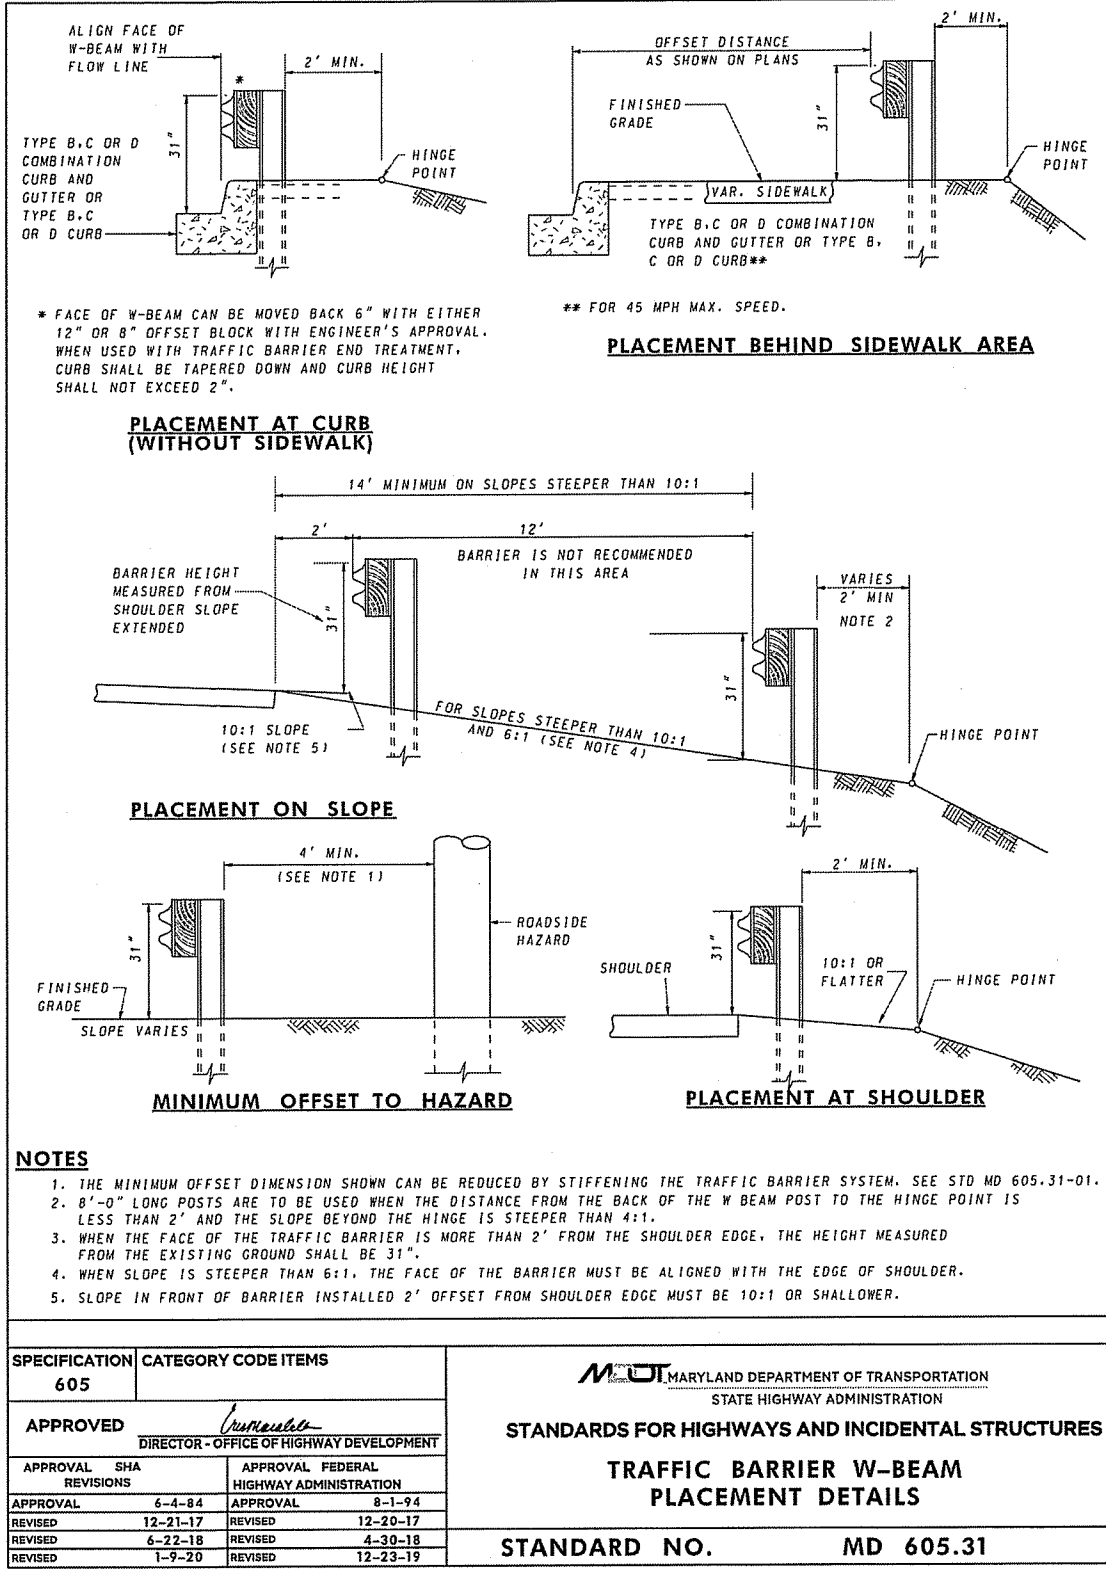 ALIGN FACE OF
W-BEAM WITH
FLOW LINE
*
2' MIN.
31"
TYPE B,C OR D
COMBINATION
CURB AND
GUTTER OR
TYPE B,C
OR D CURB
HINGE
POINT
* FACE OF W-BEAM CAN BE MOVED BACK 6" WITH EITHER
12" OR 8" OFFSET BLOCK WITH ENGINEER'S APPROVAL.
WHEN USED WITH TRAFFIC BARRIER END TREATMENT,
CURB SHALL BE TAPERED DOWN AND CURB HEIGHT
SHALL NOT EXCEED 2".
PLACEMENT AT CURB
(WITHOUT SIDEWALK)
2' MIN.
OFFSET DISTANCE
AS SHOWN ON PLANS
FINISHED
GRADE
31"
HINGE
POINT
VAR. SIDEWALK
TYPE B,C OR D COMBINATION
CURB AND GUTTER OR TYPE B,
C OR D CURB**
** FOR 45 MPH MAX. SPEED.
PLACEMENT BEHIND SIDEWALK AREA
14' MINIMUM ON SLOPES STEEPER THAN 10:1
2'
12'
BARRIER IS NOT RECOMMENDED
IN THIS AREA
BARRIER HEIGHT
MEASURED FROM
SHOULDER SLOPE
EXTENDED
31"
VARIES
2' MIN
NOTE 2
31"
10:1 SLOPE
(SEE NOTE 5)
FOR SLOPES STEEPER THAN 10:1
AND 6:1 (SEE NOTE 4)
HINGE POINT
PLACEMENT ON SLOPE
4' MIN.
(SEE NOTE 1)
31"
ROADSIDE
HAZARD
FINISHED
GRADE
SLOPE VARIES
MINIMUM OFFSET TO HAZARD
2' MIN.
31"
SHOULDER
10:1 OR
FLATTER
HINGE POINT
PLACEMENT AT SHOULDER
NOTES
1. THE MINIMUM OFFSET DIMENSION SHOWN CAN BE REDUCED BY STIFFENING THE TRAFFIC BARRIER SYSTEM. SEE STD MD 605.31-01.
2. 8'-0" LONG POSTS ARE TO BE USED WHEN THE DISTANCE FROM THE BACK OF THE W BEAM POST TO THE HINGE POINT IS
LESS THAN 2' AND THE SLOPE BEYOND THE HINGE IS STEEPER THAN 4:1.
3. WHEN THE FACE OF THE TRAFFIC BARRIER IS MORE THAN 2' FROM THE SHOULDER EDGE, THE HEIGHT MEASURED
FROM THE EXISTING GROUND SHALL BE 31".
4. WHEN SLOPE IS STEEPER THAN 6:1, THE FACE OF THE BARRIER MUST BE ALIGNED WITH THE EDGE OF SHOULDER.
5. SLOPE IN FRONT OF BARRIER INSTALLED 2' OFFSET FROM SHOULDER EDGE MUST BE 10:1 OR SHALLOWER.
SPECIFICATION
605
CATEGORY CODE ITEMS
APPROVED
DIRECTOR - OFFICE OF HIGHWAY DEVELOPMENT
APPROVAL SHA
REVISIONS
APPROVAL FEDERAL
HIGHWAY ADMINISTRATION
APPROVAL 6-4-84 APPROVAL 8-1-94
REVISED 12-21-17 REVISED 12-20-17
REVISED 6-22-18 REVISED 4-30-18
REVISED 1-9-20 REVISED 12-23-19
MDOT MARYLAND DEPARTMENT OF TRANSPORTATION
STATE HIGHWAY ADMINISTRATION
STANDARDS FOR HIGHWAYS AND INCIDENTAL STRUCTURES
TRAFFIC BARRIER W-BEAM
PLACEMENT DETAILS
STANDARD NO. MD 605.31